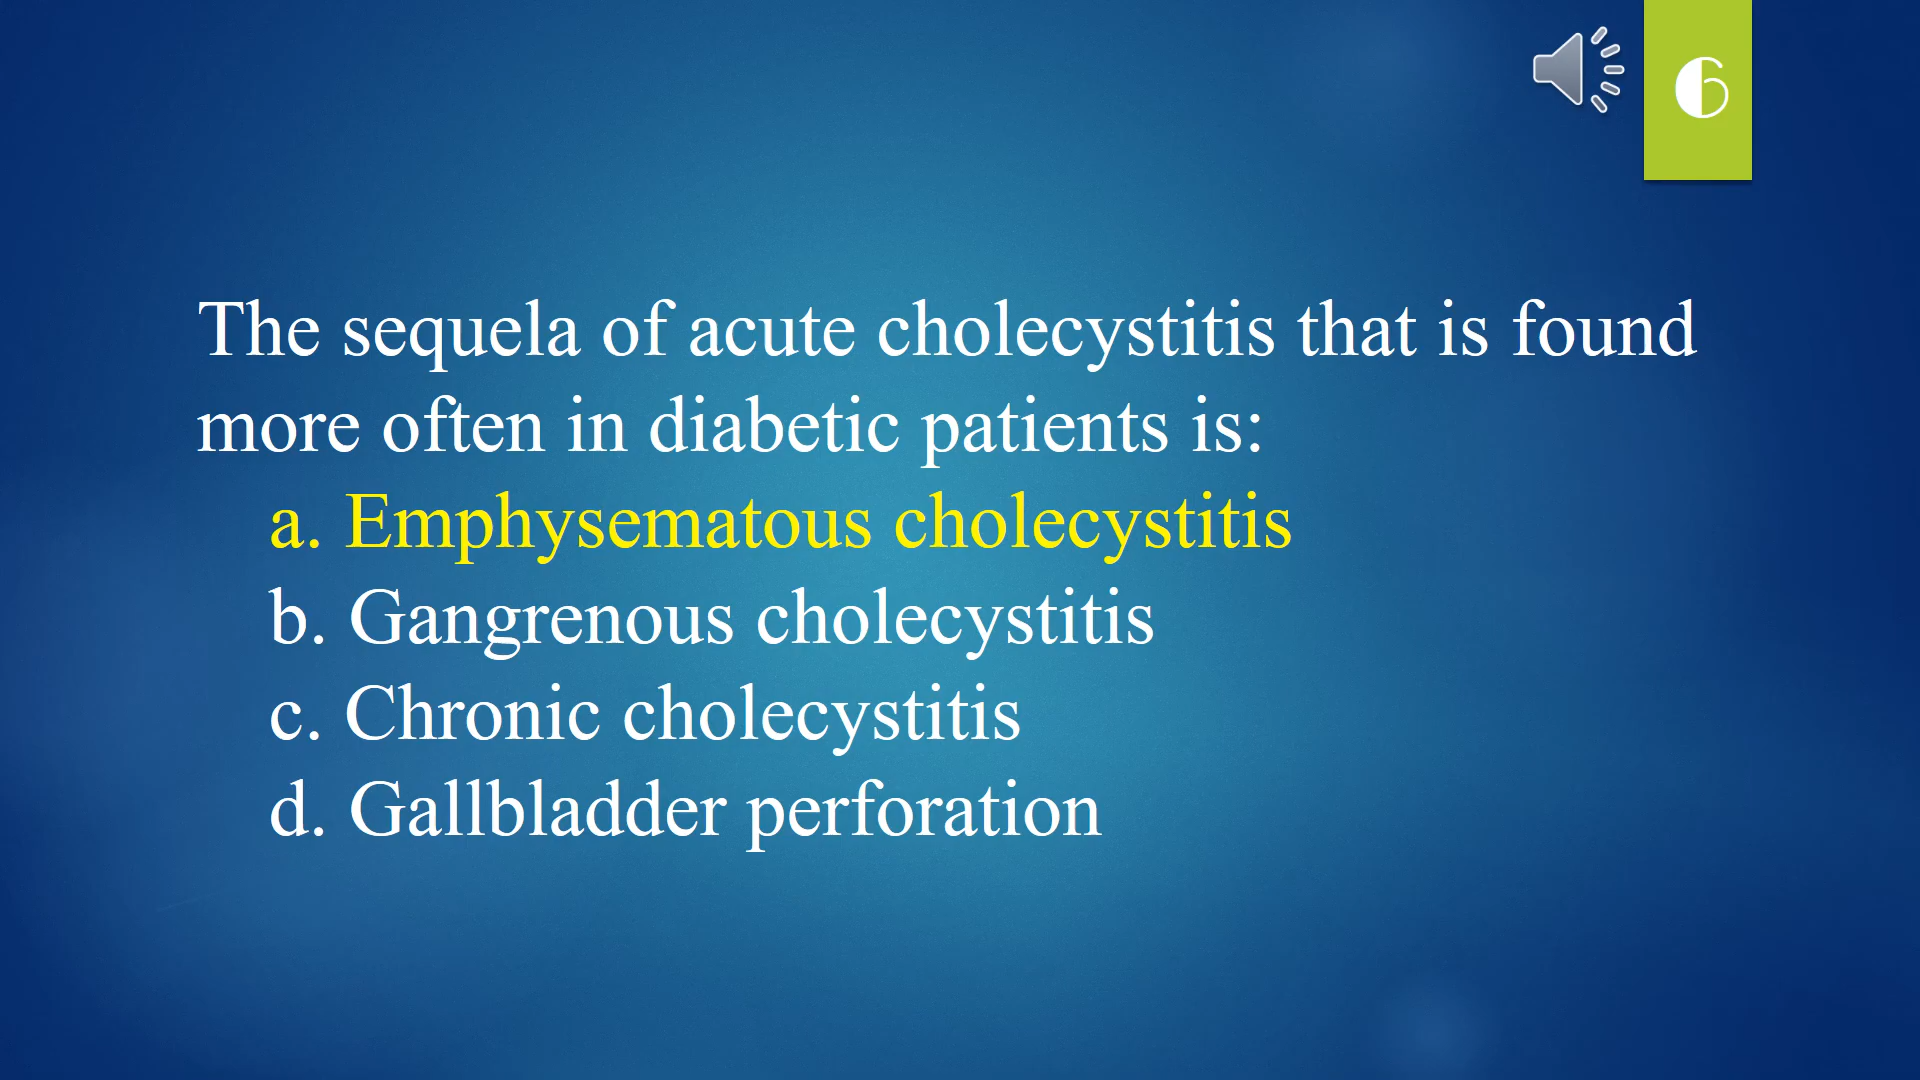 6
The sequela of acute cholecystitis that is found
more often in diabetic patients is:
a. Emphysematous cholecystitis
b. Gangrenous cholecystitis
c. Chronic cholecystitis
d. Gallbladder perforation